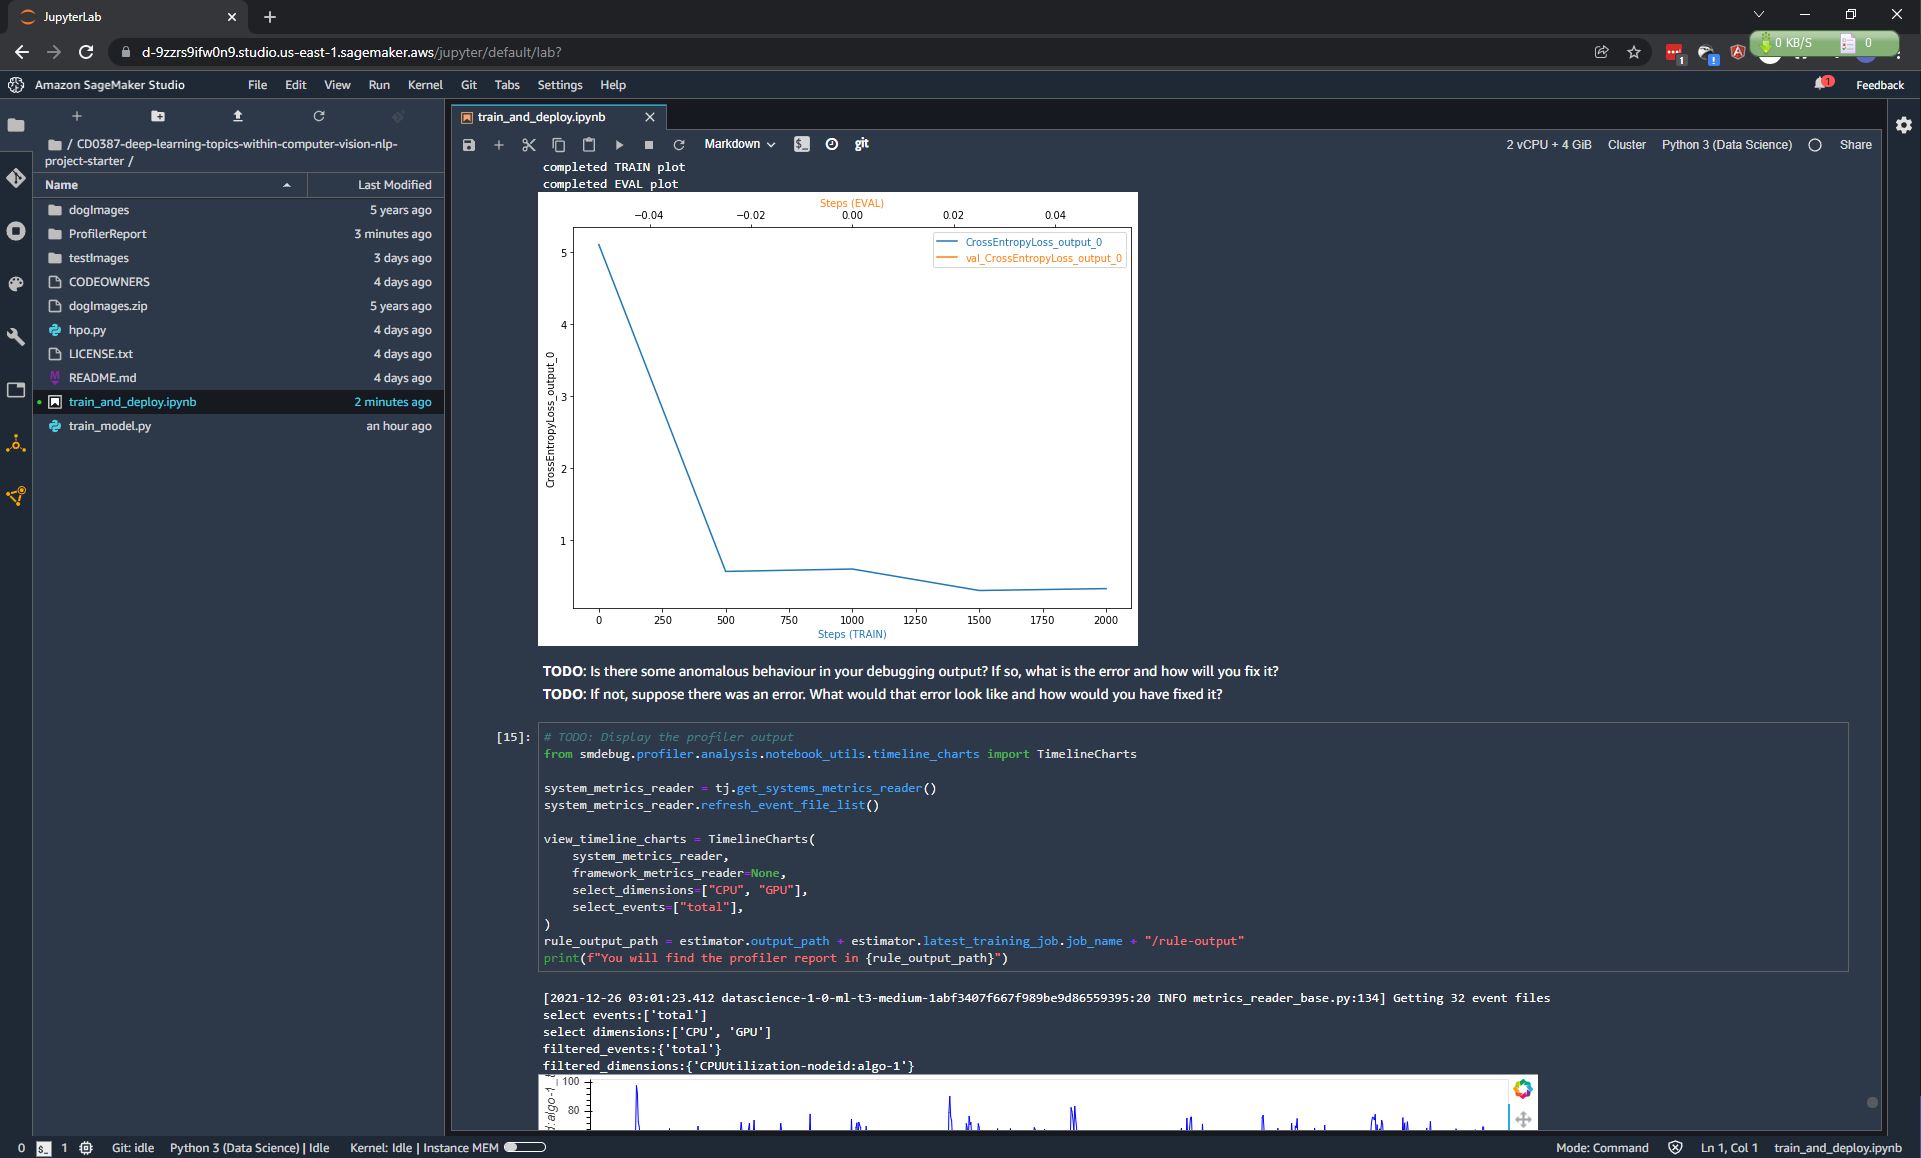 JupyterLab
d-9zzrs9ifw0n9.studio.us-east-1.sagemaker.aws/jupyter/default/lab?
0 KB/S 0
1
Amazon SageMaker Studio File Edit View Run Kernel Git Tabs Settings Help 1 Feedback
train_and_deploy.ipynb
/ CD0387-deep-learning-topics-within-computer-vision-nlp-
project-starter /
Name Last Modified
dogImages 5 years ago
ProfilerReport 3 minutes ago
testImages 3 days ago
CODEOWNERS 4 days ago
dogImages.zip 5 years ago
hpo.py 4 days ago
LICENSE.txt 4 days ago
README.md 4 days ago
train_and_deploy.ipynb 2 minutes ago
train_model.py an hour ago
Markdown git 2 vCPU + 4 GiB Cluster Python 3 (Data Science) Share
completed TRAIN plot
completed EVAL plot
Steps (EVAL)
−0.04 −0.02 0.00 0.02 0.04
CrossEntropyLoss_output_0
val_CrossEntropyLoss_output_0
CrossEntropyLoss_output_0
5
4
3
2
1
0 250 500 750 1000 1250 1500 1750 2000
Steps (TRAIN)
TODO: Is there some anomalous behaviour in your debugging output? If so, what is the error and how will you fix it?
TODO: If not, suppose there was an error. What would that error look like and how would you have fixed it?
[15]: # TODO: Display the profiler output
from smdebug.profiler.analysis.notebook_utils.timeline_charts import TimelineCharts
system_metrics_reader = tj.get_systems_metrics_reader()
system_metrics_reader.refresh_event_file_list()
view_timeline_charts = TimelineCharts(
system_metrics_reader,
framework_metrics_reader=None,
select_dimensions=["CPU", "GPU"],
select_events=["total"],
)
rule_output_path = estimator.output_path + estimator.latest_training_job.job_name + "/rule-output"
print(f"You will find the profiler report in {rule_output_path}")
[2021-12-26 03:01:23.412 datascience-1-0-ml-t3-medium-1abf3407f667f989be9d86559395:20 INFO metrics_reader_base.py:134] Getting 32 event files
select events:['total']
select dimensions:['CPU', 'GPU']
filtered_events:{'total'}
filtered_dimensions:{'CPUUtilization-nodeid:algo-1'}
100
80
0 1 Git: idle Python 3 (Data Science) | Idle Kernel: Idle | Instance MEM Mode: Command Ln 1, Col 1 train_and_deploy.ipynb